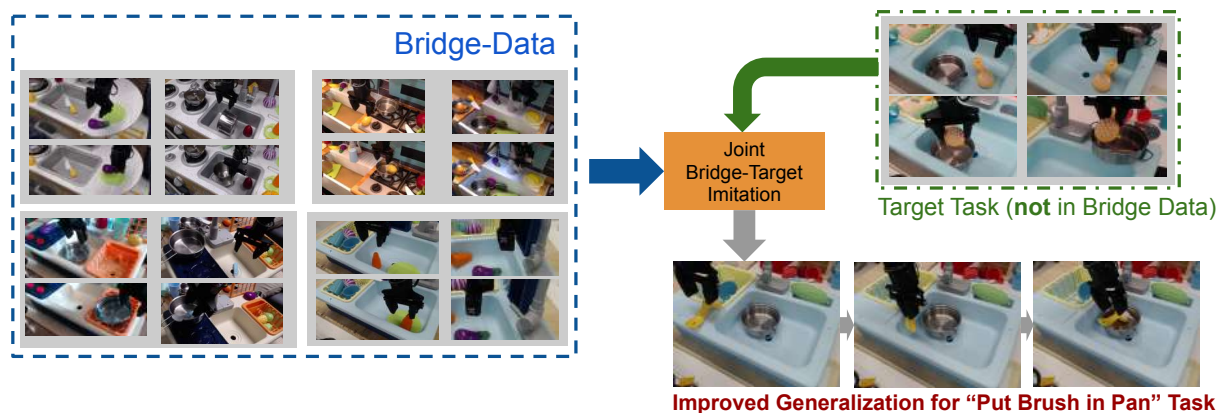 Bridge-Data
Joint
Bridge-Target
Imitation
Target Task (not in Bridge Data)
Improved Generalization for “Put Brush in Pan” Task